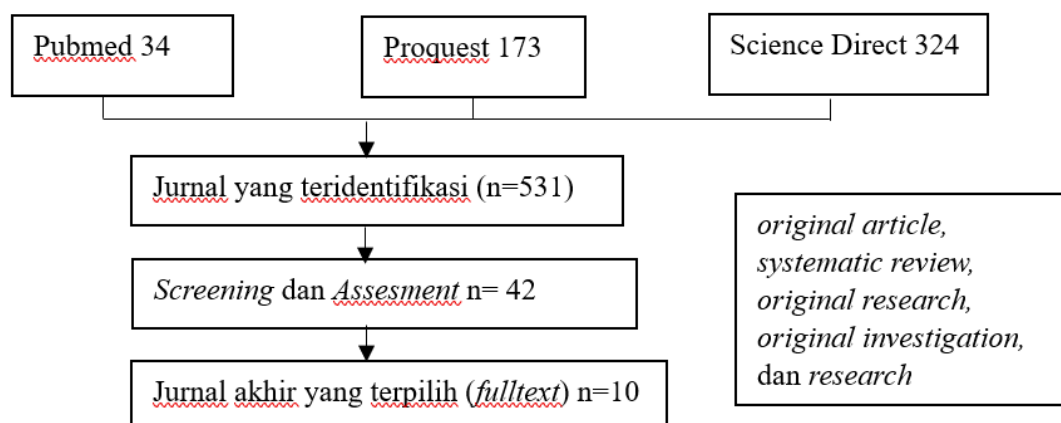 Pubmed 34
Proquest 173
Science Direct 324
Jurnal yang teridentifikasi (n=531)
Screening dan Assesment n= 42
Jurnal akhir yang terpilih (fulltext) n=10
original article,
systematic review,
original research,
original investigation,
dan research